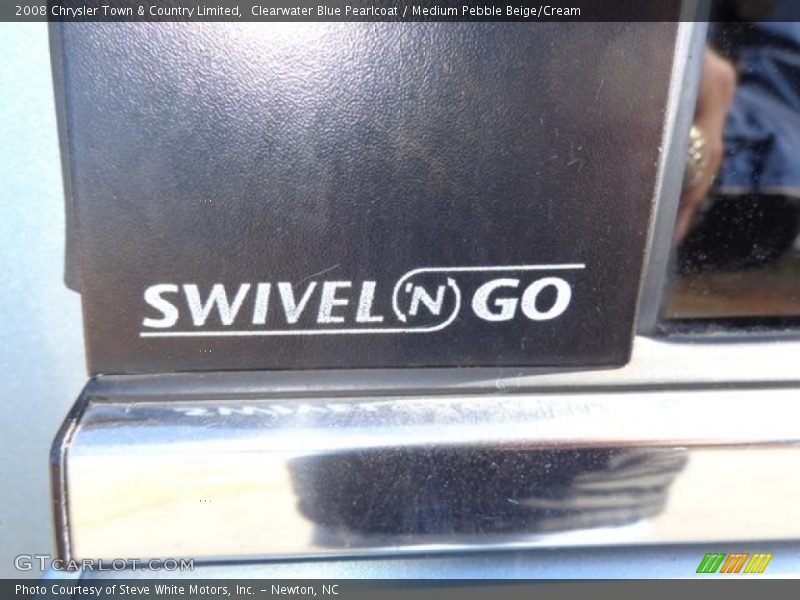 2008 Chrysler Town & Country Limited,  Clearwater Blue Pearlcoat / Medium Pebble Beige/Cream
SWIVEL 'N GO
GTCARLOT.COM
Photo Courtesy of Steve White Motors, Inc. – Newton, NC